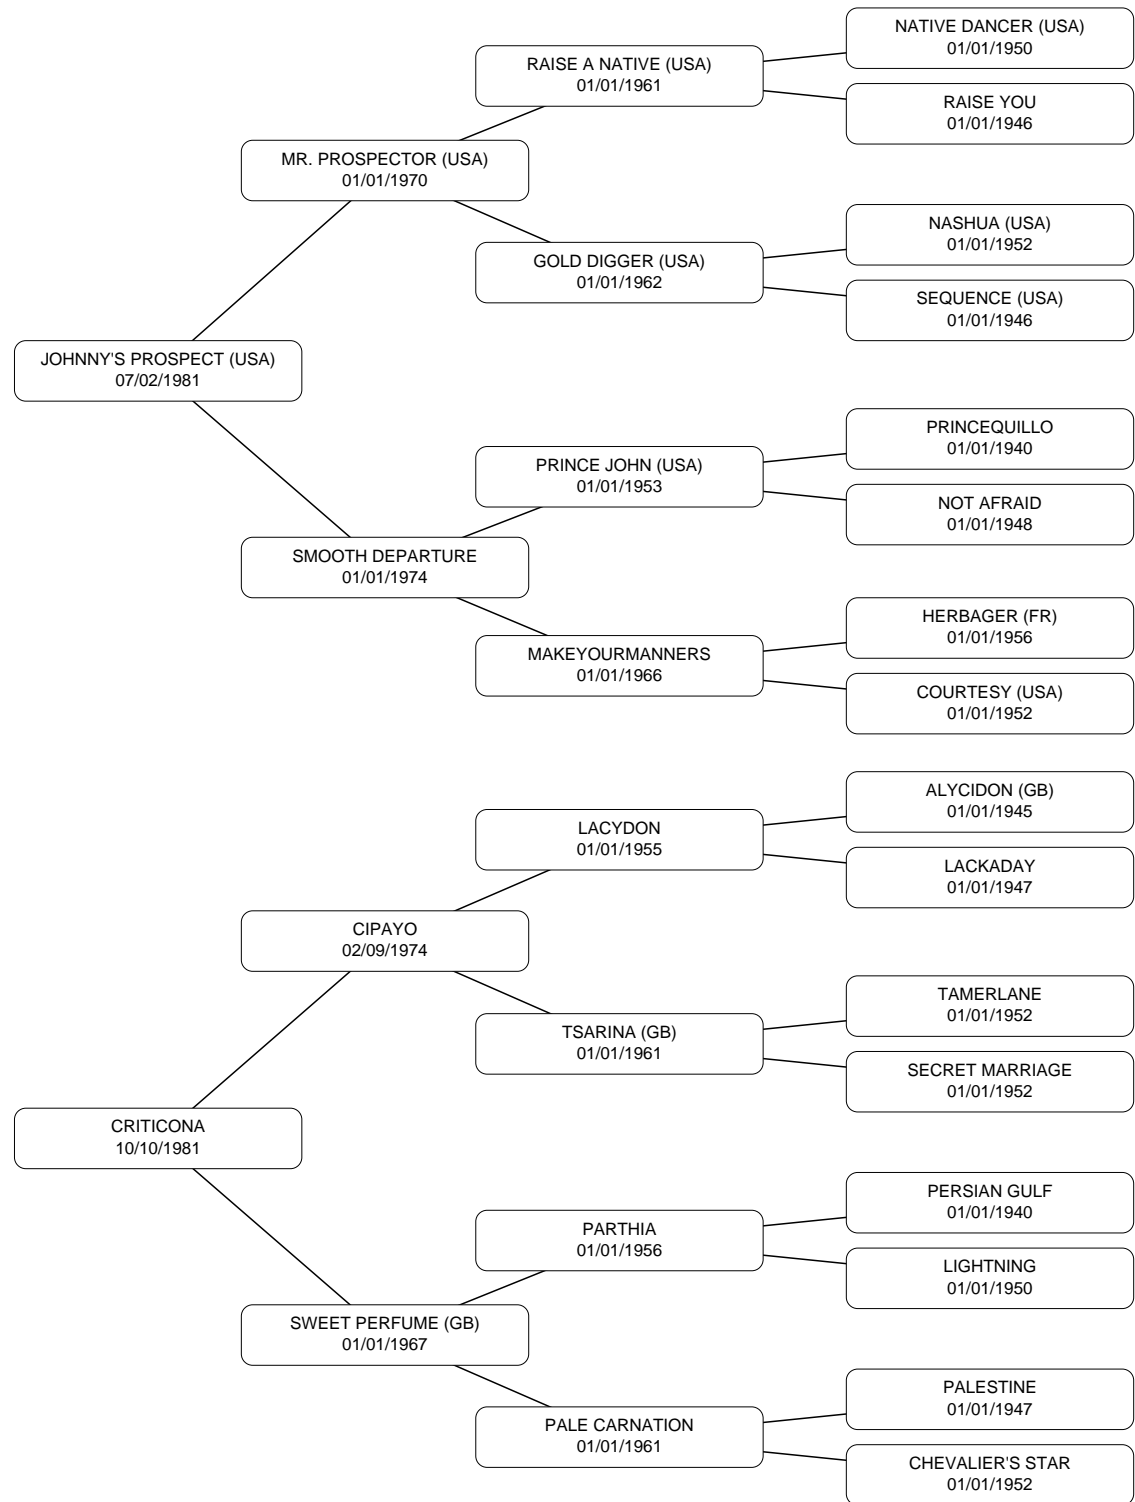 NATIVE DANCER (USA)
01/01/1950
RAISE A NATIVE (USA)
01/01/1961
RAISE YOU
01/01/1946
MR. PROSPECTOR (USA)
01/01/1970
NASHUA (USA)
01/01/1952
GOLD DIGGER (USA)
01/01/1962
SEQUENCE (USA)
01/01/1946
JOHNNY'S PROSPECT (USA)
07/02/1981
PRINCEQUILLO
01/01/1940
PRINCE JOHN (USA)
01/01/1953
NOT AFRAID
01/01/1948
SMOOTH DEPARTURE
01/01/1974
HERBAGER (FR)
01/01/1956
MAKEYOURMANNERS
01/01/1966
COURTESY (USA)
01/01/1952
ALYCIDON (GB)
01/01/1945
LACYDON
01/01/1955
LACKADAY
01/01/1947
CIPAYO
02/09/1974
TAMERLANE
01/01/1952
TSARINA (GB)
01/01/1961
SECRET MARRIAGE
01/01/1952
CRITICONA
10/10/1981
PERSIAN GULF
01/01/1940
PARTHIA
01/01/1956
LIGHTNING
01/01/1950
SWEET PERFUME (GB)
01/01/1967
PALESTINE
01/01/1947
PALE CARNATION
01/01/1961
CHEVALIER'S STAR
01/01/1952